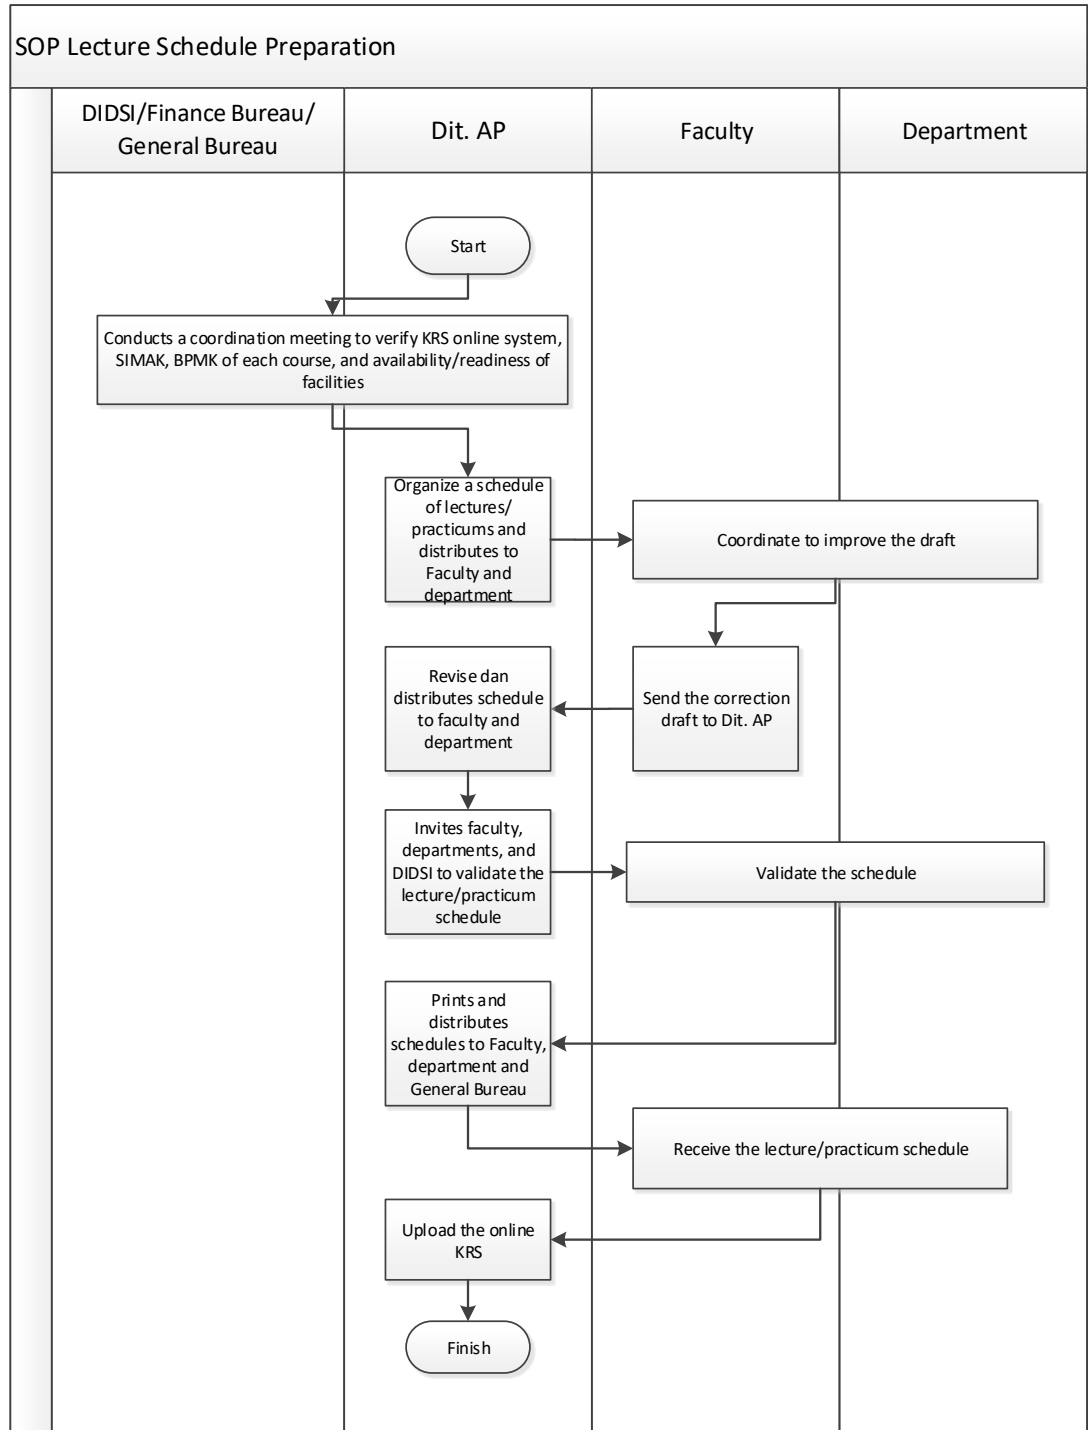 SOP Lecture Schedule Preparation
DIDSI/Finance Bureau/
General Bureau
Dit. AP
Faculty
Department
Start
Conducts a coordination meeting to verify KRS online system,
SIMAK, BPMK of each course, and availability/readiness of
facilities
Organize a schedule
of lectures/
practicums and
distributes to
Faculty and
department
Coordinate to improve the draft
Send the correction
draft to Dit. AP
Revise dan
distributes schedule
to faculty and
department
Invites faculty,
departments, and
DIDSI to validate the
lecture/practicum
schedule
Validate the schedule
Prints and
distributes
schedules to Faculty,
department and
General Bureau
Receive the lecture/practicum schedule
Upload the online
KRS
Finish